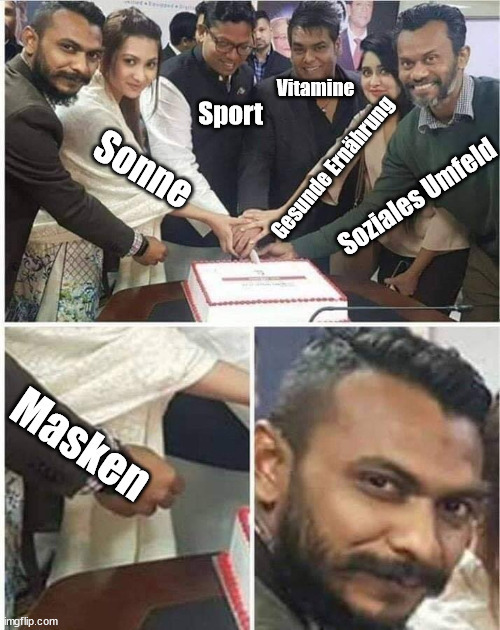 Vitamine
Sport
Sonne
Gesunde Ernährung
Soziales Umfeld
Masken
imgflip.com